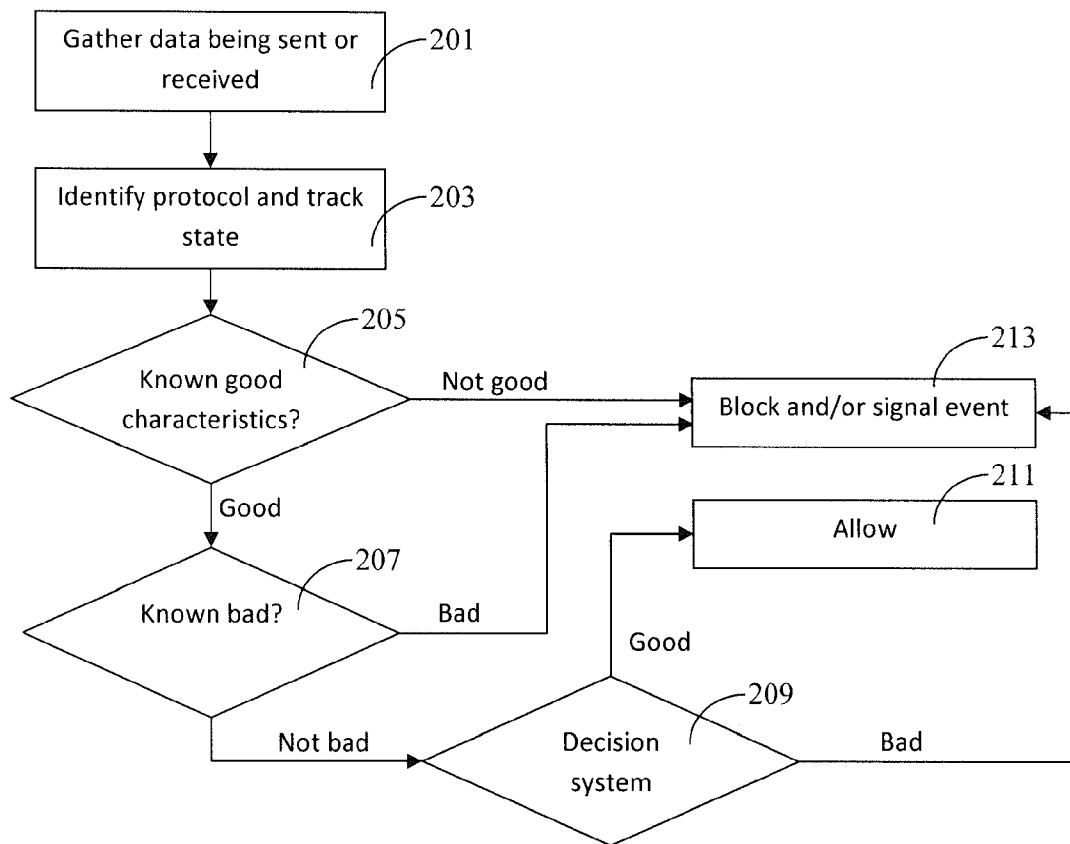 Gather data being sent or
received
201
Identify protocol and track
state
203
205
Known good
characteristics?
Not good
213
Block and/or signal event
Good
211
Allow
207
Known bad?
Bad
Good
209
Not bad
Decision
system
Bad